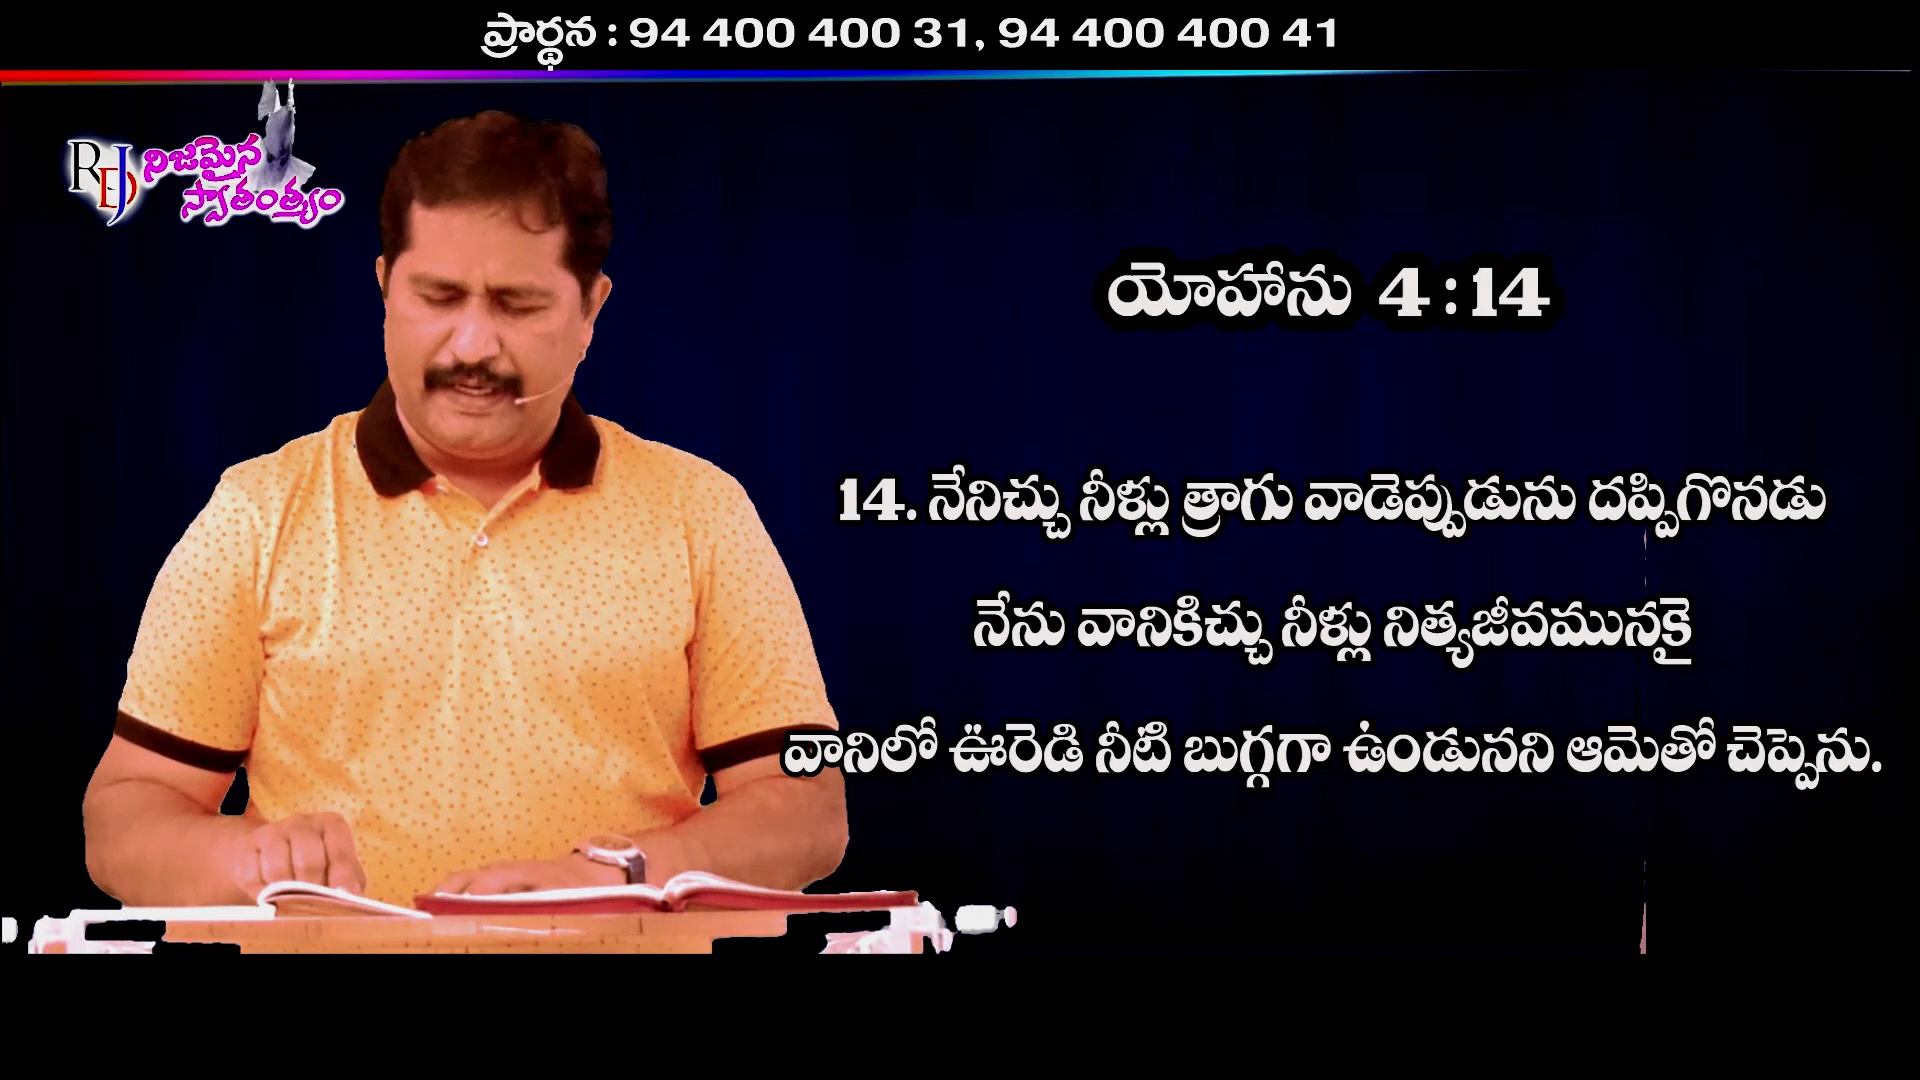 ప్రార్థన : 94 400 400 31, 94 400 400 41
REJ నిజమైన
స్వాతంత్ర్యం
యోహాను 4 : 14
14. నేనిచ్చు నీళ్లు త్రాగు వాడెప్పుడును దప్పిగొనడు
నేను వానికిచ్చు నీళ్లు నిత్యజీవమునకై
వానిలో ఊరెడి నీటి బుగ్గగా ఉండునని ఆమెతో చెప్పెను.